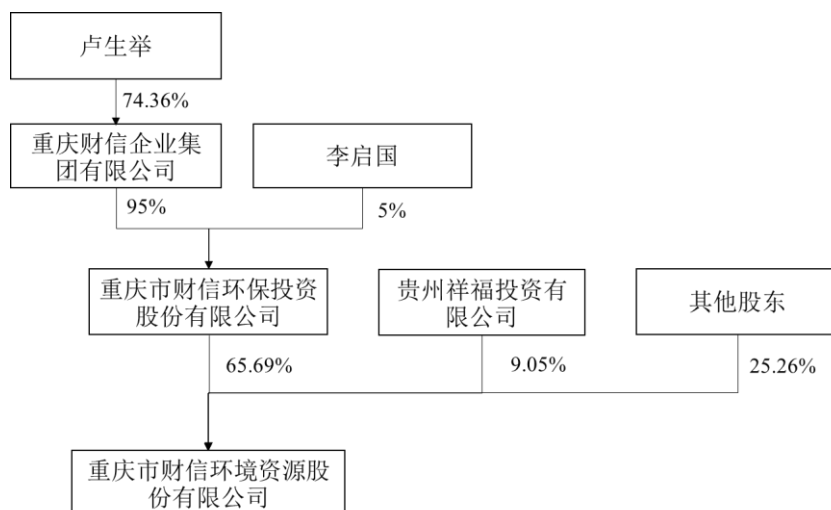 卢生举
74.36%
重庆财信企业集
团有限公司
李启国
95%
5%
重庆市财信环保投资
股份有限公司
贵州祥福投资有
限公司
其他股东
65.69%
9.05%
25.26%
重庆市财信环境资源股
份有限公司